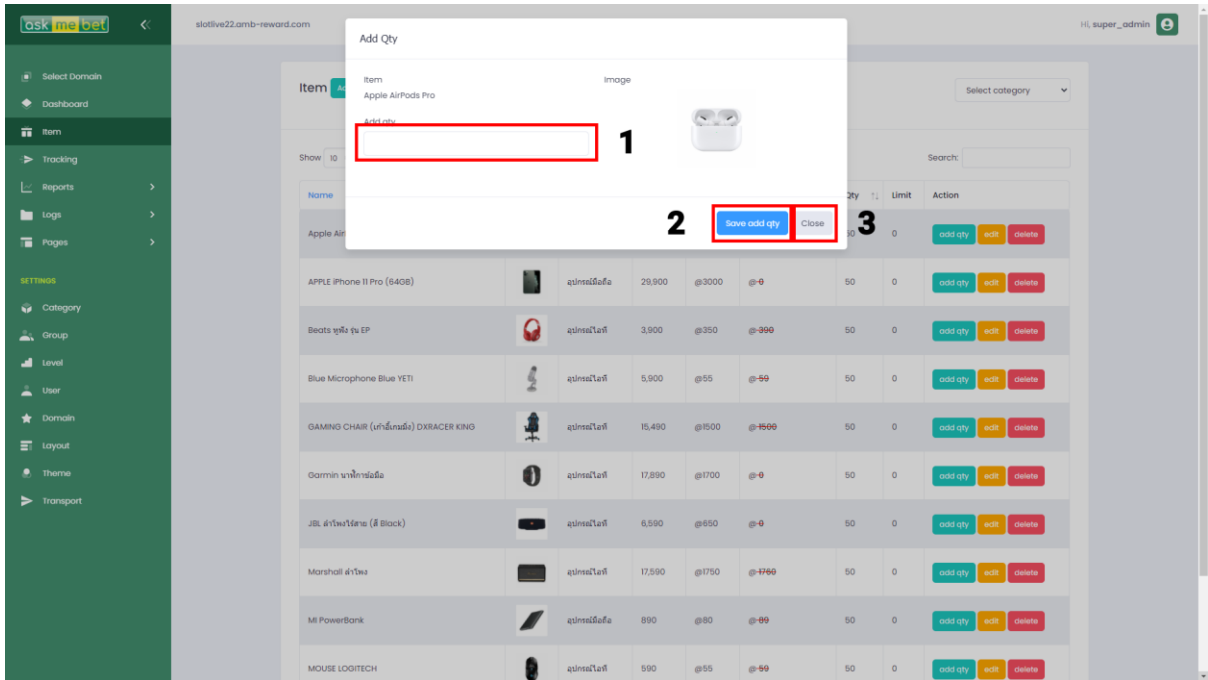 ask me bet
slotlive22.amb-reward.com
Hi, super_admin
Select Domain
Dashboard
Item
Tracking
Reports
Logs
Pages
SETTINGS
Category
Group
Level
User
Domain
Layout
Theme
Transport
Add Qty
Item
Image
Apple AirPods Pro
Add qty
1
2
Save add qty
Close
3
Item
Select category
Show 10
Search:
Name Qty Limit Action
0 add qty edit delete
APPLE iPhone 11 Pro (64GB) อุปกรณ์มือถือ 29,900 @3000 @0 50 0 add qty edit delete
Beats หูฟัง รุ่น EP อุปกรณ์ไอที 3,900 @350 @390 50 0 add qty edit delete
Blue Microphone Blue YETI อุปกรณ์ไอที 5,900 @55 @59 50 0 add qty edit delete
GAMING CHAIR (เก้าอี้เกมมิ่ง) DXRACER KING อุปกรณ์ไอที 15,490 @1500 @1500 50 0 add qty edit delete
Garmin นาฬิกาข้อมือ อุปกรณ์ไอที 17,890 @1700 @0 50 0 add qty edit delete
JBL ลำโพงไร้สาย (สี Black) อุปกรณ์ไอที 6,590 @650 @0 50 0 add qty edit delete
Marshall ลำโพง อุปกรณ์ไอที 17,590 @1750 @1760 50 0 add qty edit delete
MI PowerBank อุปกรณ์มือถือ 890 @80 @89 50 0 add qty edit delete
MOUSE LOGITECH อุปกรณ์ไอที 590 @55 @59 50 0 add qty edit delete